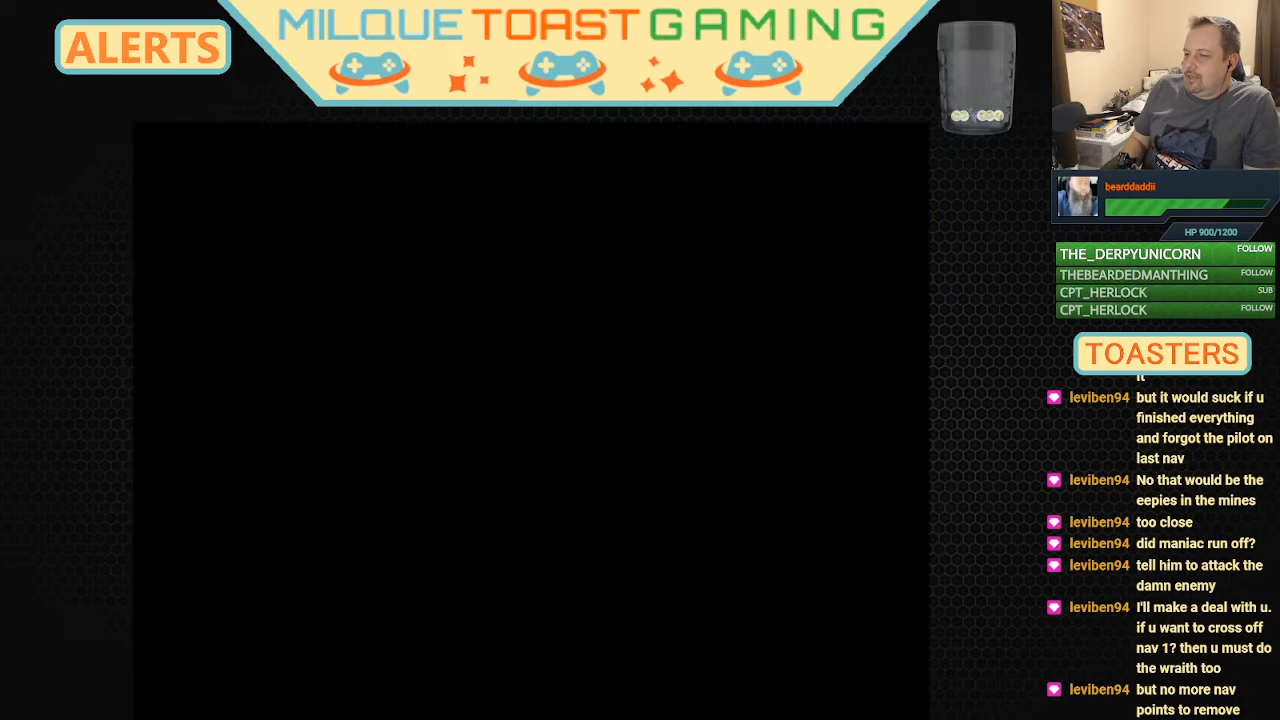 ALERTS
MILQUETOASTGAMING
bearddaddii
HP 900/1200
THE_DERPYUNICORN FOLLOW
THEBEARDEDMANTHING FOLLOW
CPT_HERLOCK SUB
CPT_HERLOCK FOLLOW
TOASTERS
it
leviben94 but it would suck if u
finished everything
and forgot the pilot on
last nav
leviben94 No that would be the
eepies in the mines
leviben94 too close
leviben94 did maniac run off?
leviben94 tell him to attack the
damn enemy
leviben94 I'll make a deal with u.
if u want to cross off
nav 1? then u must do
the wraith too
leviben94 but no more nav
points to remove